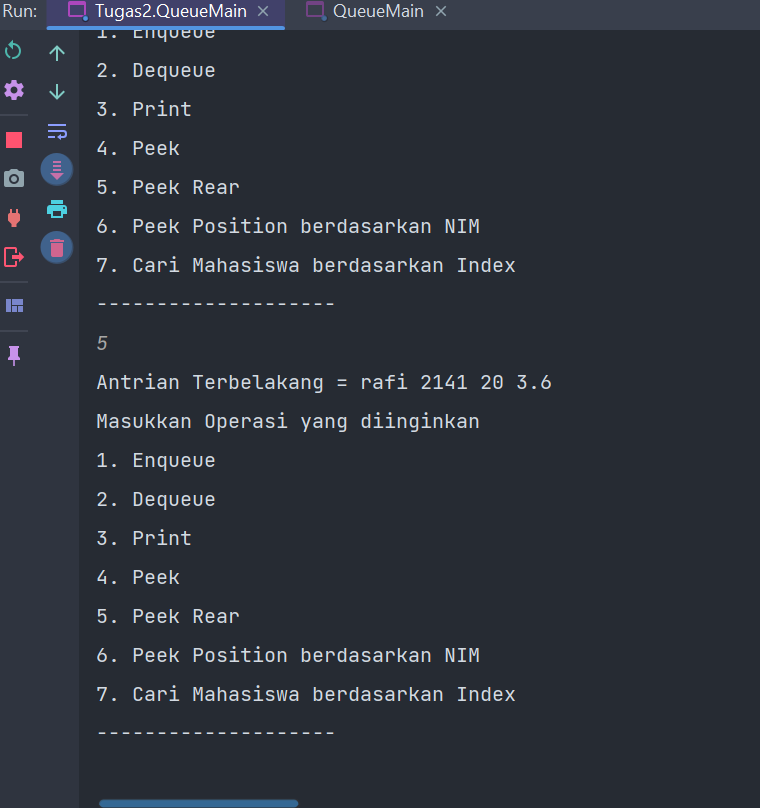 Run: Tugas2.QueueMain × QueueMain ×
1. Enqueue
2. Dequeue
3. Print
4. Peek
5. Peek Rear
6. Peek Position berdasarkan NIM
7. Cari Mahasiswa berdasarkan Index
--------------------
5
Antrian Terbelakang = rafi 2141 20 3.6
Masukkan Operasi yang diinginkan
1. Enqueue
2. Dequeue
3. Print
4. Peek
5. Peek Rear
6. Peek Position berdasarkan NIM
7. Cari Mahasiswa berdasarkan Index
--------------------